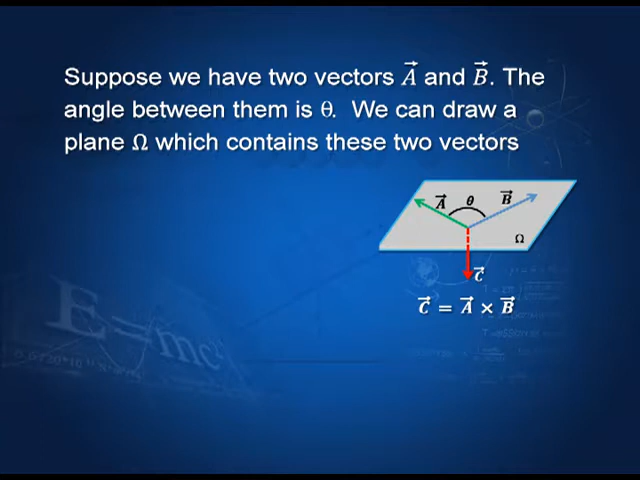 Suppose we have two vectors A⃗ and B⃗. The
angle between them is θ. We can draw a
plane Ω which contains these two vectors
A⃗ θ B⃗
Ω
C⃗
C⃗ = A⃗ × B⃗
E=mc²